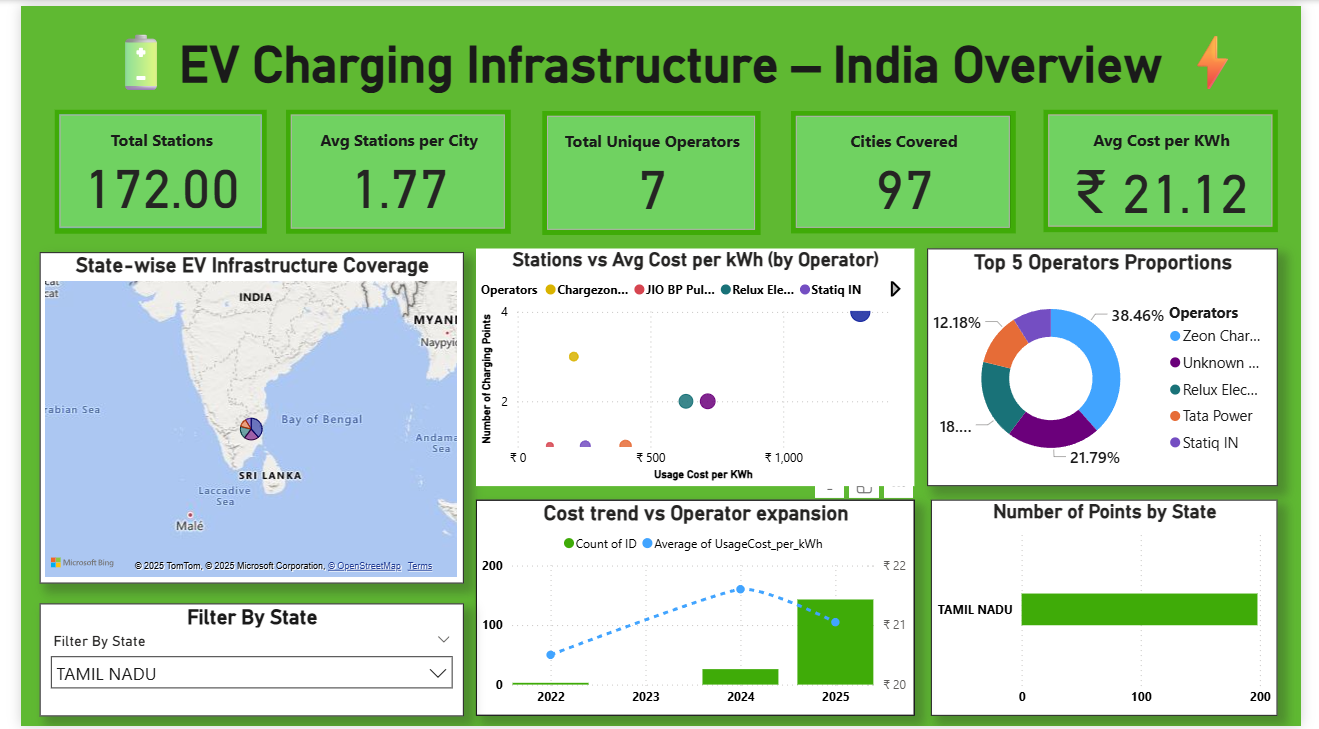 EV Charging Infrastructure – India Overview
Total Stations
172.00
Avg Stations per City
1.77
Total Unique Operators
7
Cities Covered
97
Avg Cost per KWh
₹ 21.12
State-wise EV Infrastructure Coverage
cat
INDIA
MYANI
Naypyic
rabian Sea
Bay of Bengal
Andama
Sea
SRI LANKA
Laccadive
Sea
Malé
Microsoft Bing
© 2025 TomTom, © 2025 Microsoft Corporation, © OpenStreetMap Terms
Filter By State
Filter By State
TAMIL NADU
Stations vs Avg Cost per kWh (by Operator)
Operators Chargezon... JIO BP Pul... Relux Ele... Statiq IN
Number of Charging Points
4
2
₹ 0 ₹ 500 ₹ 1,000
Usage Cost per KWh
Cost trend vs Operator expansion
Count of ID Average of UsageCost_per_kWh
200
100
0
₹ 22
₹ 21
₹ 20
2022 2023 2024 2025
Top 5 Operators Proportions
38.46%
21.79%
18....
12.18%
Operators
Zeon Char...
Unknown ...
Relux Elec...
Tata Power
Statiq IN
Number of Points by State
TAMIL NADU
0 100 200